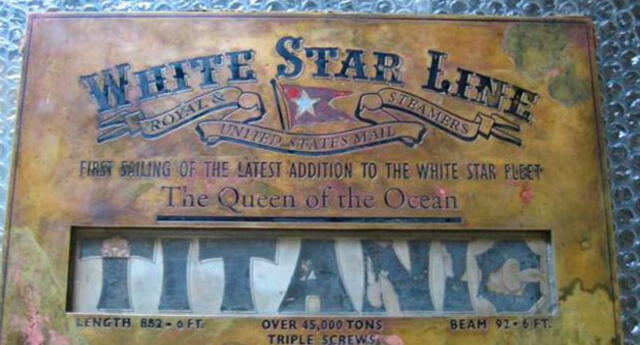 WHITE STAR LINE
ROYAL & UNITED STATES MAIL STEAMERS
FIRST SAILING OF THE LATEST ADDITION TO THE WHITE STAR FLEET
The Queen of the Ocean
TITANIC
LENGTH 882-6 FT. OVER 45,000 TONS BEAM 92-6 FT.
TRIPLE SCREWS.